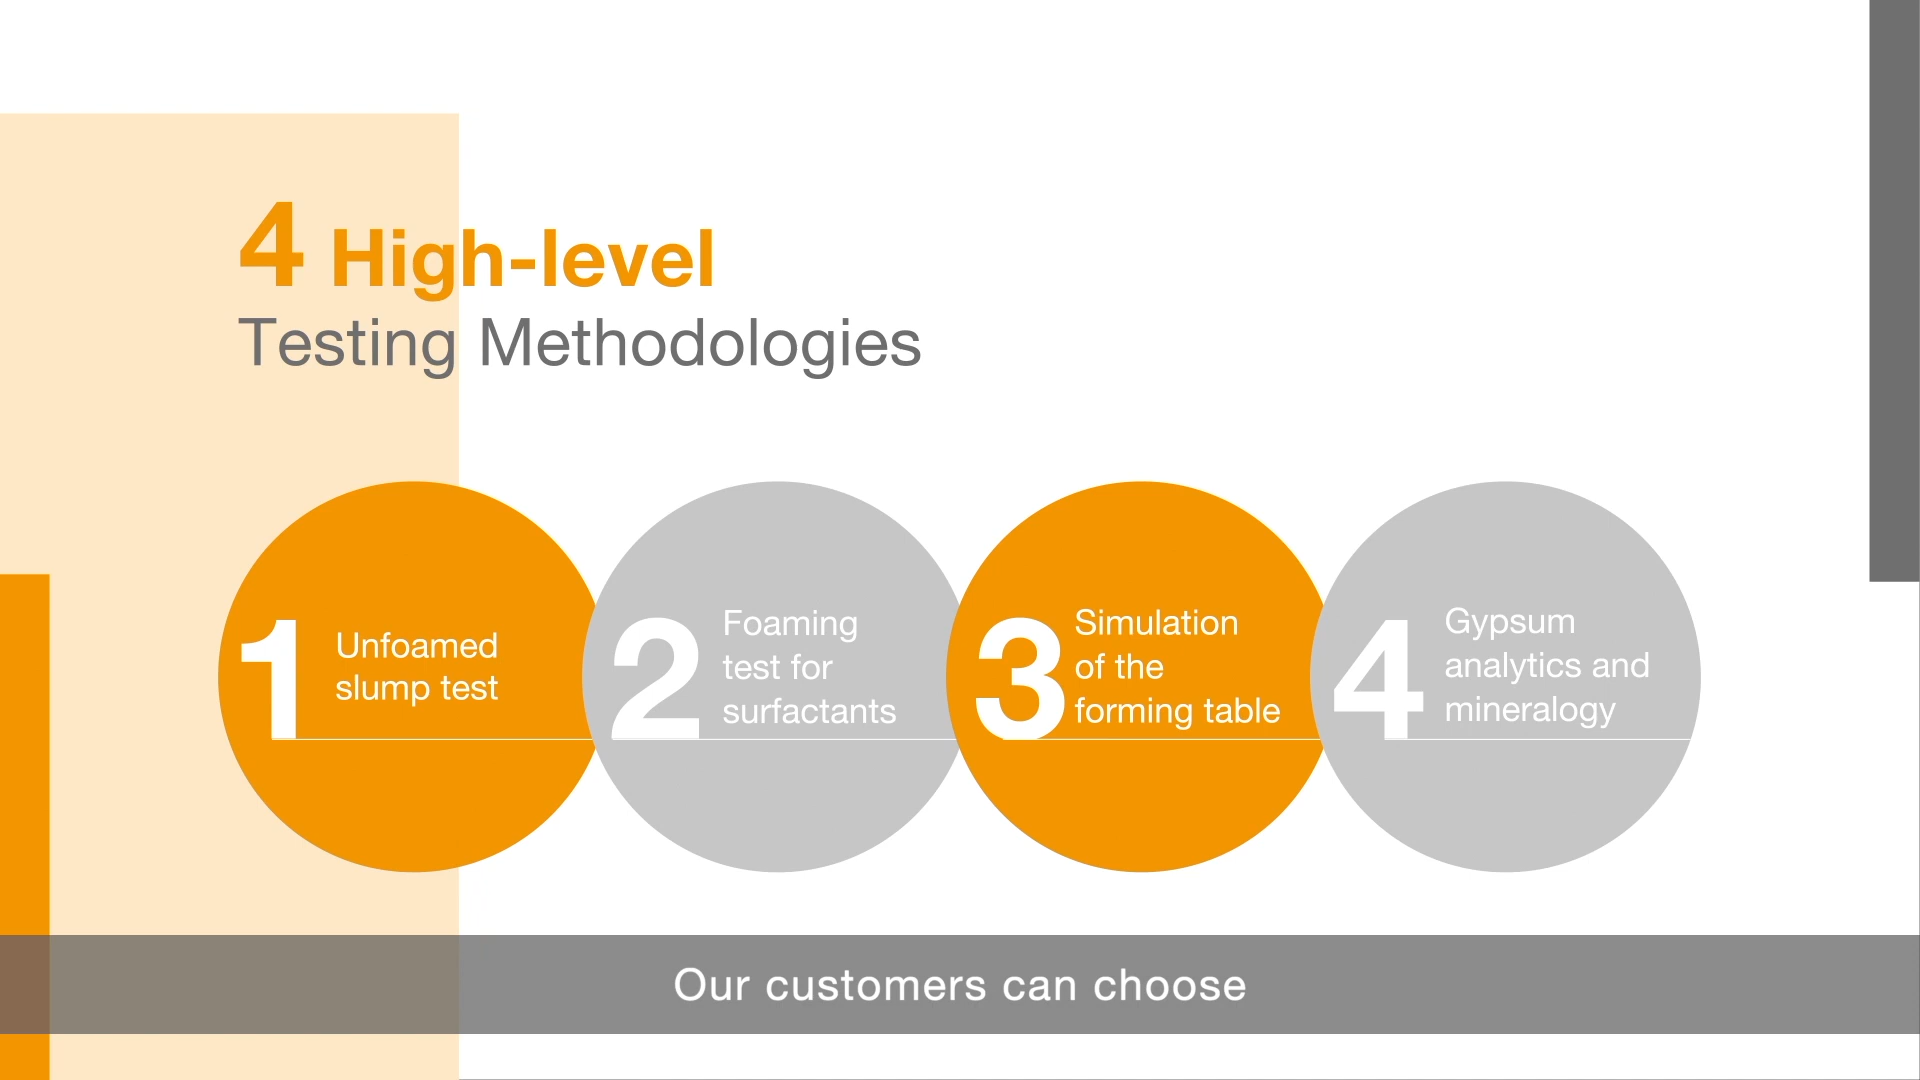 4 High-level
Testing Methodologies
1
Unfoamed
slump test
2
Foaming
test for
surfactants
3
Simulation
of the
forming table
4
Gypsum
analytics and
mineralogy
Our customers can choose